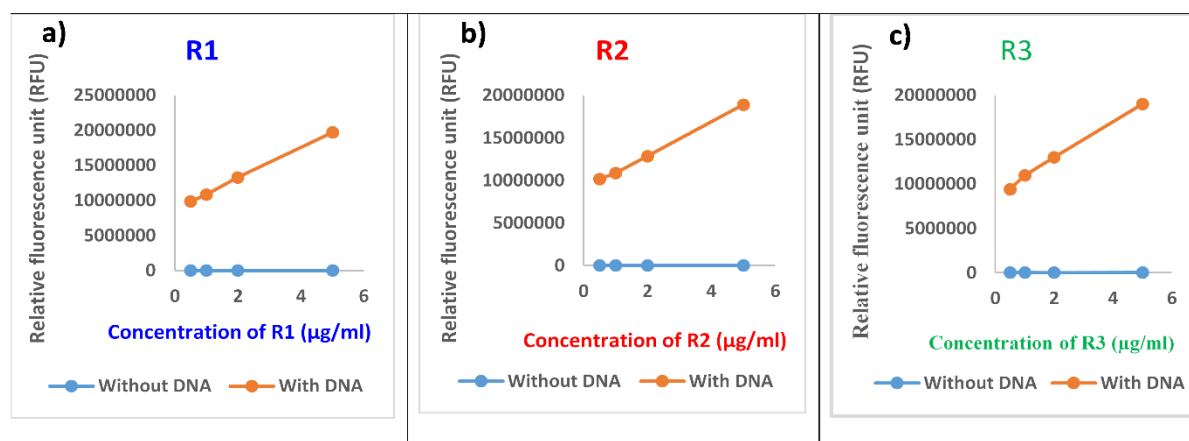 a)
R1
Relative fluorescence unit (RFU)
25000000
20000000
15000000
10000000
5000000
0
0 2 4 6
Concentration of R1 (µg/ml)
Without DNA With DNA
b)
R2
Relative fluorescence unit (RFU)
20000000
15000000
10000000
5000000
0
0 2 4 6
Concentration of R2 (µg/ml)
Without DNA With DNA
c)
R3
Relative fluorescence unit (RFU)
20000000
15000000
10000000
5000000
0
0 2 4 6
Concentration of R3 (µg/ml)
Without DNA With DNA